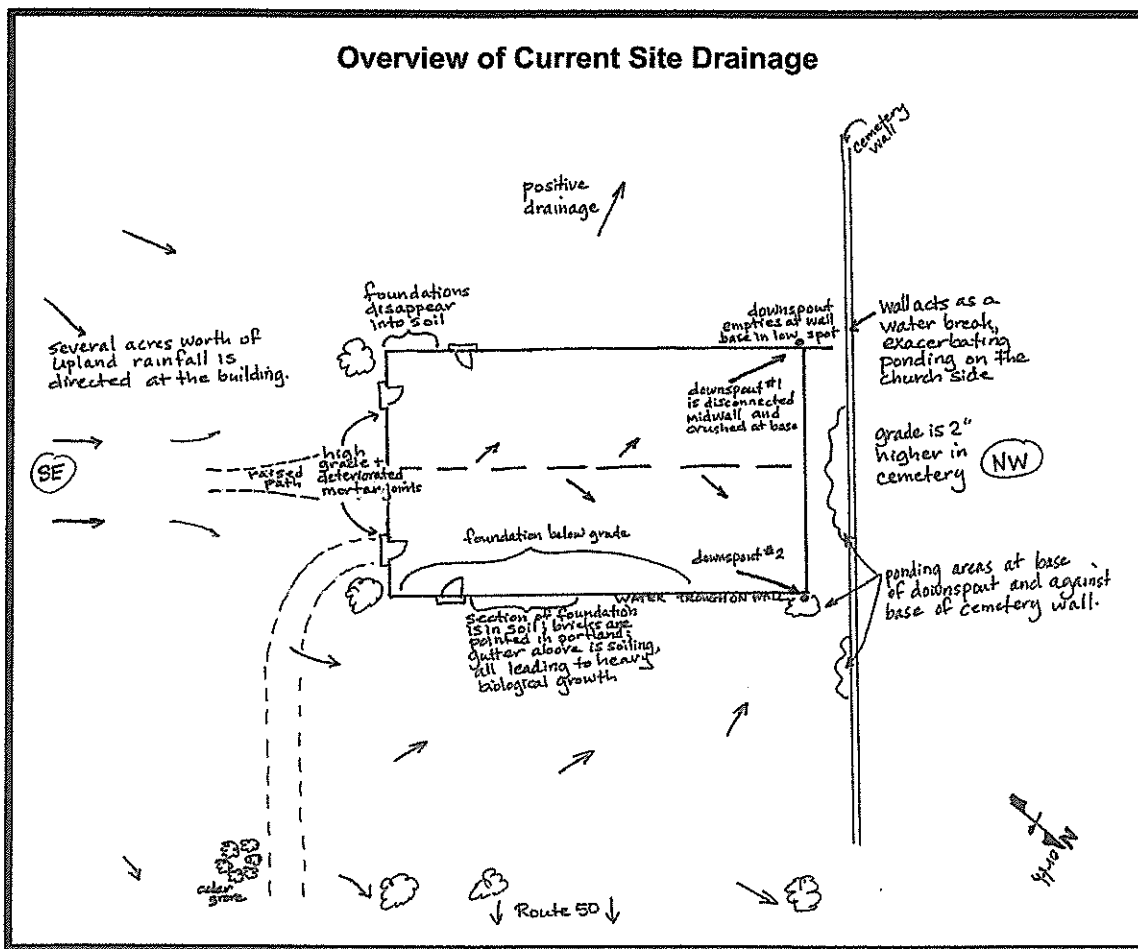 Overview of Current Site Drainage
cemetery
wall
positive
drainage
foundations
disappear
into soil
downspout
empties at wall
base in low spot
Wall acts as a
water break,
exacerbating
ponding on the
church side
several acres worth of
upland rainfall is
directed at the building.
downspout #1
is disconnected
midwall and
crushed at base
grade is 2"
higher in
cemetery
NW
SE
raised
path
high
grade +
deteriorated
mortar joints
foundation below grade
downspout #2
ponding areas at base
of downspout and against
base of cemetery wall.
WATER TROUGH ON WALL
section of foundation
is in soil; bricks are
pointed in portland;
gutter above is soiling,
all leading to heavy
biological growth
cedar
grove
Route 50
North